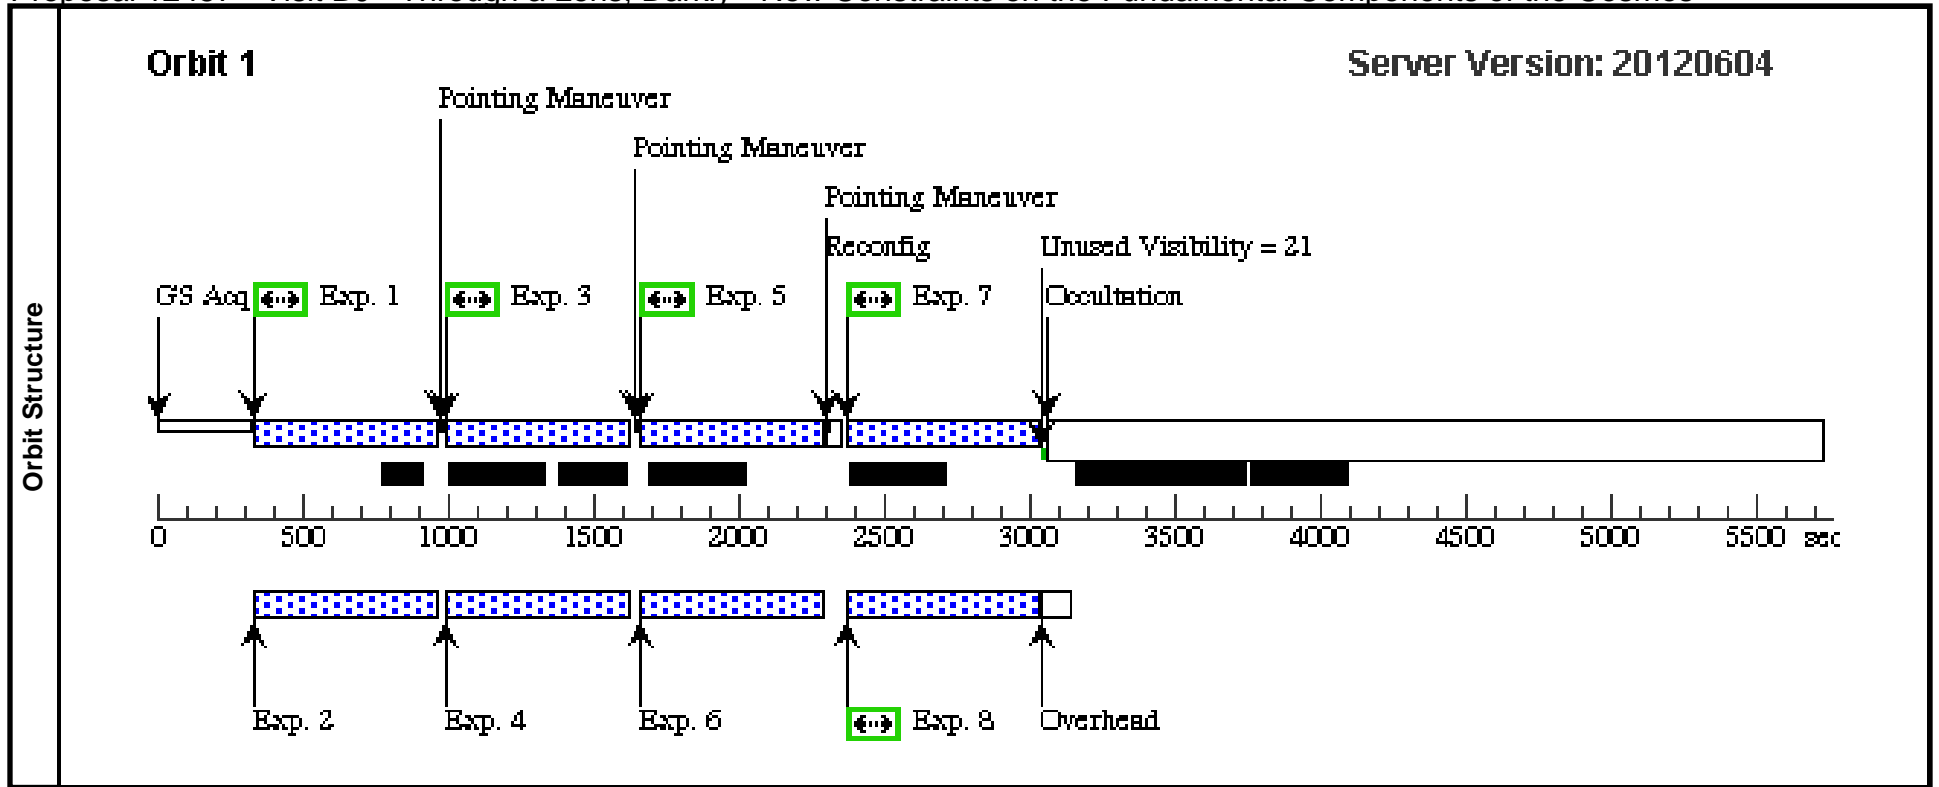 Orbit 1
Server Version: 20120604
Pointing Maneuver
Pointing Maneuver
Pointing Maneuver
Reconfig
Unused Visibility = 21
GS Acq
Exp. 1
Exp. 3
Exp. 5
Exp. 7
Occultation
Orbit Structure
0 500 1000 1500 2000 2500 3000 3500 4000 4500 5000 5500 sec
Exp. 2
Exp. 4
Exp. 6
Exp. 8
Overhead